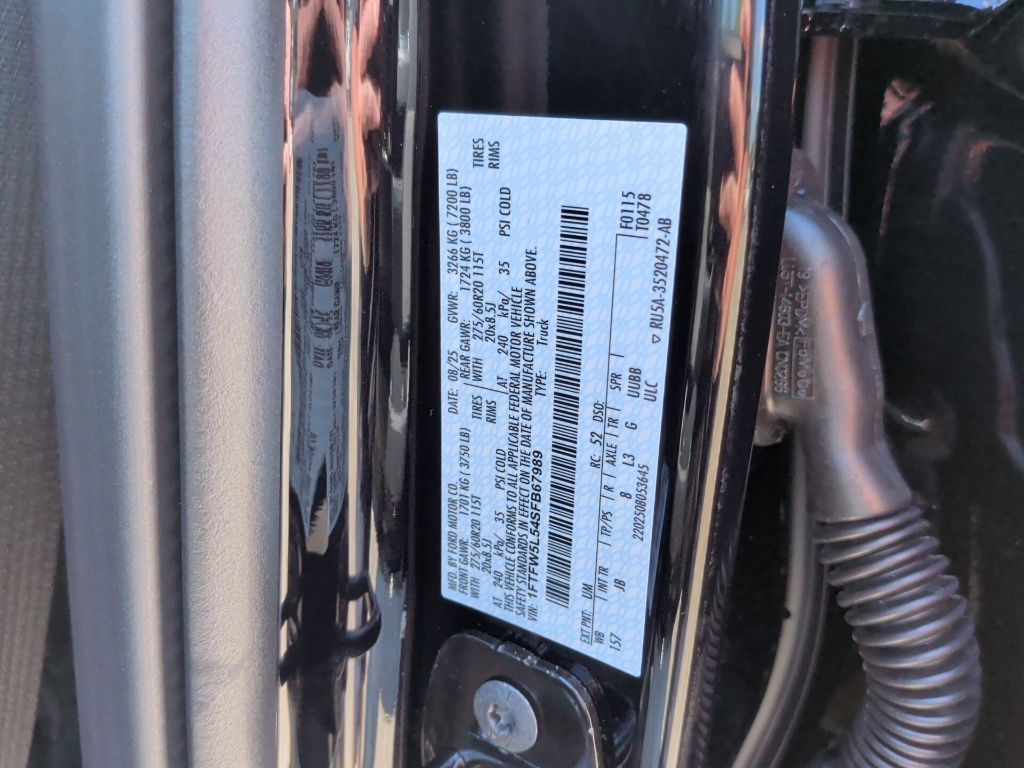 MFD. BY FORD MOTOR CO. DATE: 08/25 GVWR: 3266 KG ( 7200 LB)
FRONT GAWR: 1701 KG ( 3750 LB) REAR GAWR: 1724 KG ( 3800 LB)
WITH 275/60R20 115T TIRES WITH 275/60R20 115T TIRES
20x8.5J RIMS 20x8.5J RIMS
AT 240 kPa/ 35 PSI COLD AT 240 kPa/ 35 PSI COLD
THIS VEHICLE CONFORMS TO ALL APPLICABLE FEDERAL MOTOR VEHICLE
SAFETY STANDARDS IN EFFECT ON THE DATE OF MANUFACTURE SHOWN ABOVE.
VIN: 1FTFW5L54SFB67989 TYPE: Truck
EXT PNT: UM RC: 52 DSO: F0115
WB INT TR TP/PS R AXLE TR SPR T0478
157 JB 8 L3 G UUBB
2202508053645 ULC
RU5A-3520472-AB